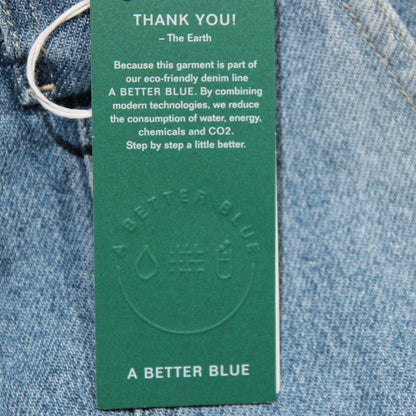 THANK YOU!
– The Earth
Because this garment is part of
our eco-friendly denim line
A BETTER BLUE. By combining
modern technologies, we reduce
the consumption of water, energy,
chemicals and CO2.
Step by step a little better.
A BETTER BLUE
A BETTER BLUE